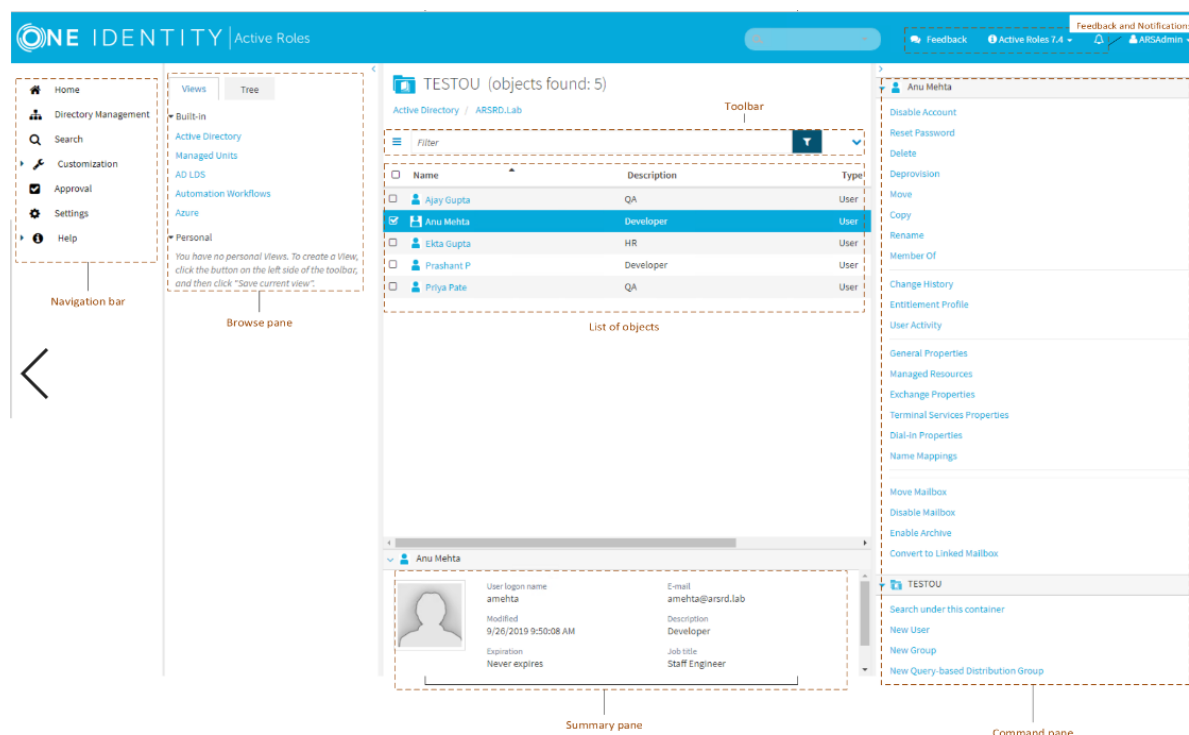 ONE IDENTITY Active Roles
Feedback and Notifications
Feedback
Active Roles 7.4
ARSAdmin
Home
Directory Management
Search
Customization
Approval
Settings
Help
Navigation bar
Views
Tree
Built-in
Active Directory
Managed Units
AD LDS
Automation Workflows
Azure
Personal
You have no personal Views. To create a View,
click the button on the left side of the toolbar,
and then click "Save current view".
Browse pane
TESTOU (objects found: 5)
Active Directory / ARSRD.Lab
Toolbar
Filter
Name Description Type
Ajay Gupta QA User
Anu Mehta Developer User
Ekta Gupta HR User
Prashant P Developer User
Priya Pate QA User
List of objects
Anu Mehta
User logon name
amehta
E-mail
amehta@arsrd.lab
Modified
9/26/2019 9:50:08 AM
Description
Developer
Expiration
Never expires
Job title
Staff Engineer
Summary pane
Anu Mehta
Disable Account
Reset Password
Delete
Deprovision
Move
Copy
Rename
Member Of
Change History
Entitlement Profile
User Activity
General Properties
Managed Resources
Exchange Properties
Terminal Services Properties
Dial-in Properties
Name Mappings
Move Mailbox
Disable Mailbox
Enable Archive
Convert to Linked Mailbox
TESTOU
Search under this container
New User
New Group
New Query-based Distribution Group
Command pane